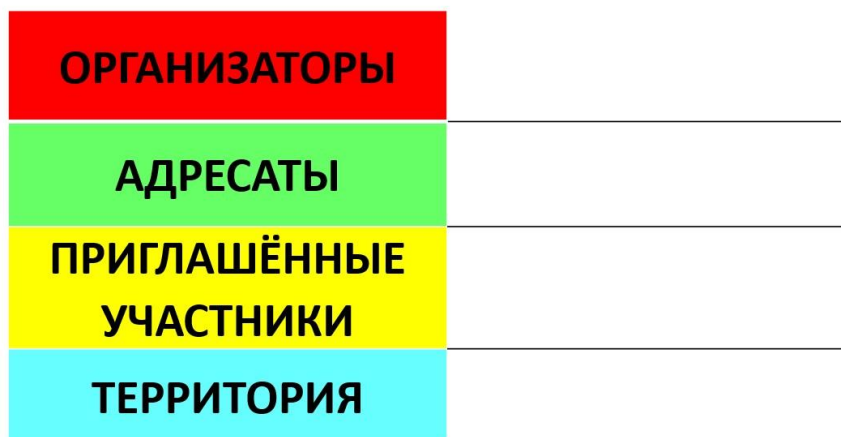 ОРГАНИЗАТОРЫ
АДРЕСАТЫ
ПРИГЛАШЁННЫЕ
УЧАСТНИКИ
ТЕРРИТОРИЯ